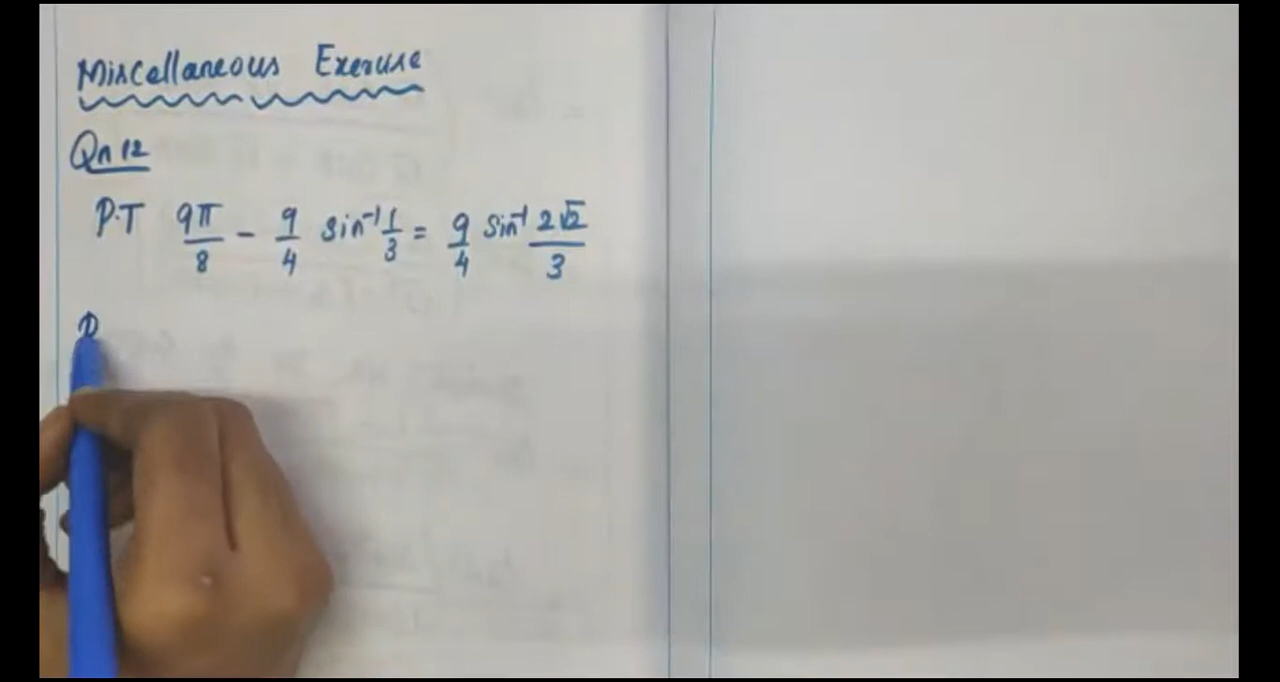 Miscellaneous Exercise
Qn 12
P.T 9π/8 - 9/4 sin⁻¹ 1/3 = 9/4 sin⁻¹ 2√2/3